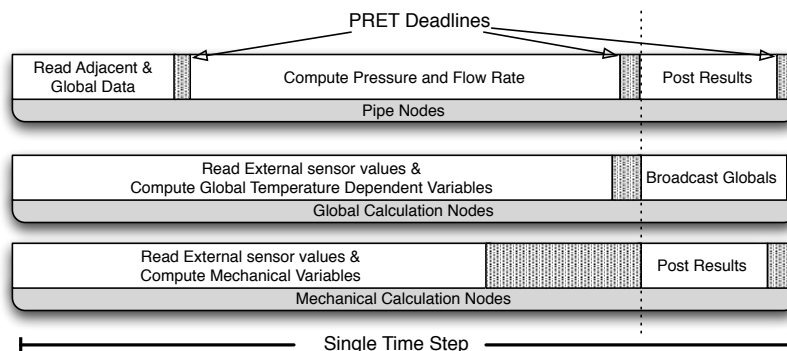 PRET Deadlines
Read Adjacent &
Global Data
Compute Pressure and Flow Rate
Post Results
Pipe Nodes
Read External sensor values &
Compute Global Temperature Dependent Variables
Broadcast Globals
Global Calculation Nodes
Read External sensor values &
Compute Mechanical Variables
Post Results
Mechanical Calculation Nodes
Single Time Step